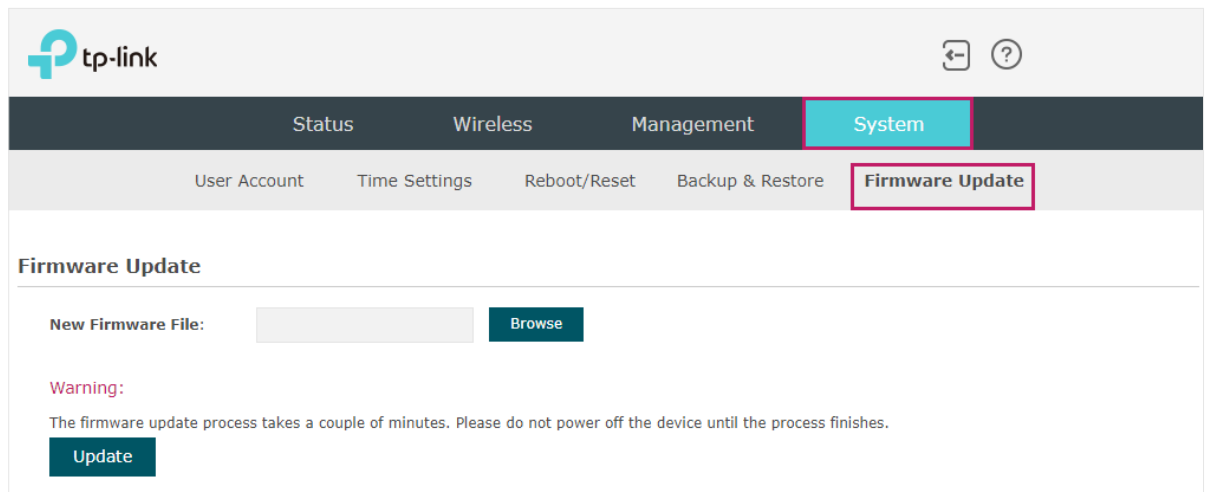 tp-link
?
Status Wireless Management System
User Account Time Settings Reboot/Reset Backup & Restore Firmware Update
Firmware Update
New Firmware File: Browse
Warning:
The firmware update process takes a couple of minutes. Please do not power off the device until the process finishes.
Update